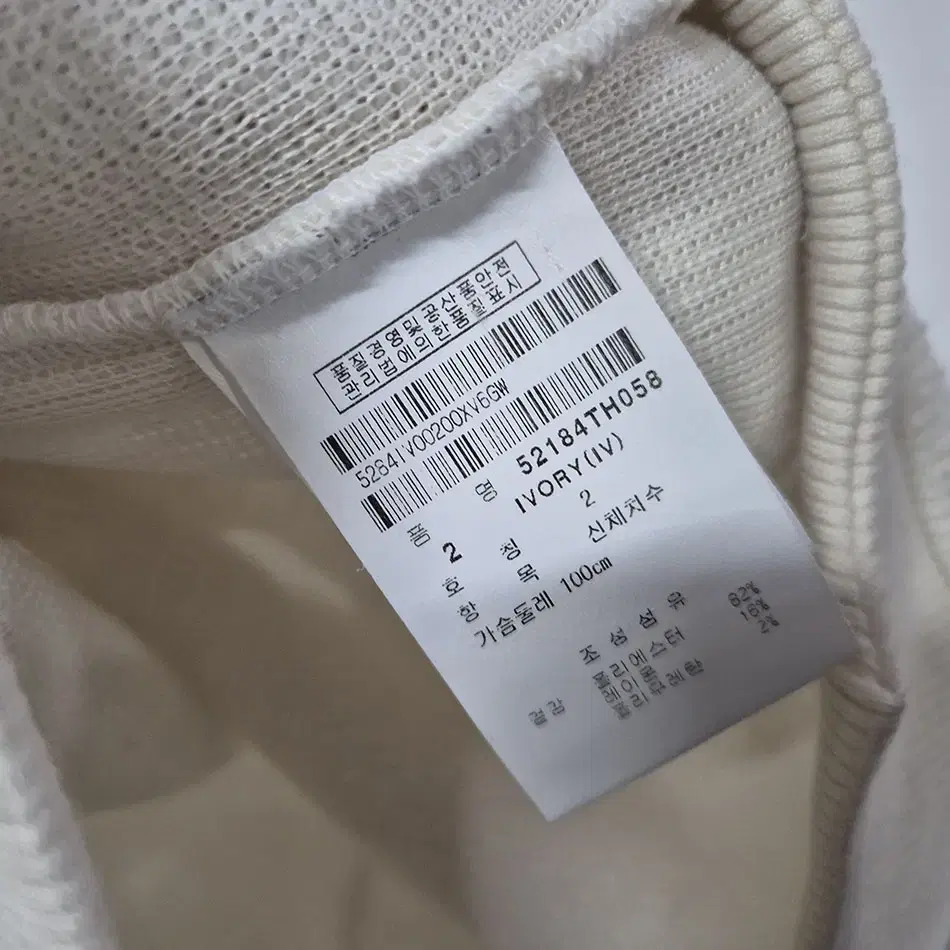 품질경영및공산품안전
관리법에의한품질표시
5284IV00200XV6GW
품 명 52184TH058
2 IVORY(IV)
호 칭 2
항 목 신체치수
가슴둘레 100㎝
조 성 섬 유
겉감 폴리에스터 82%
레이온 16%
폴리우레탄 2%